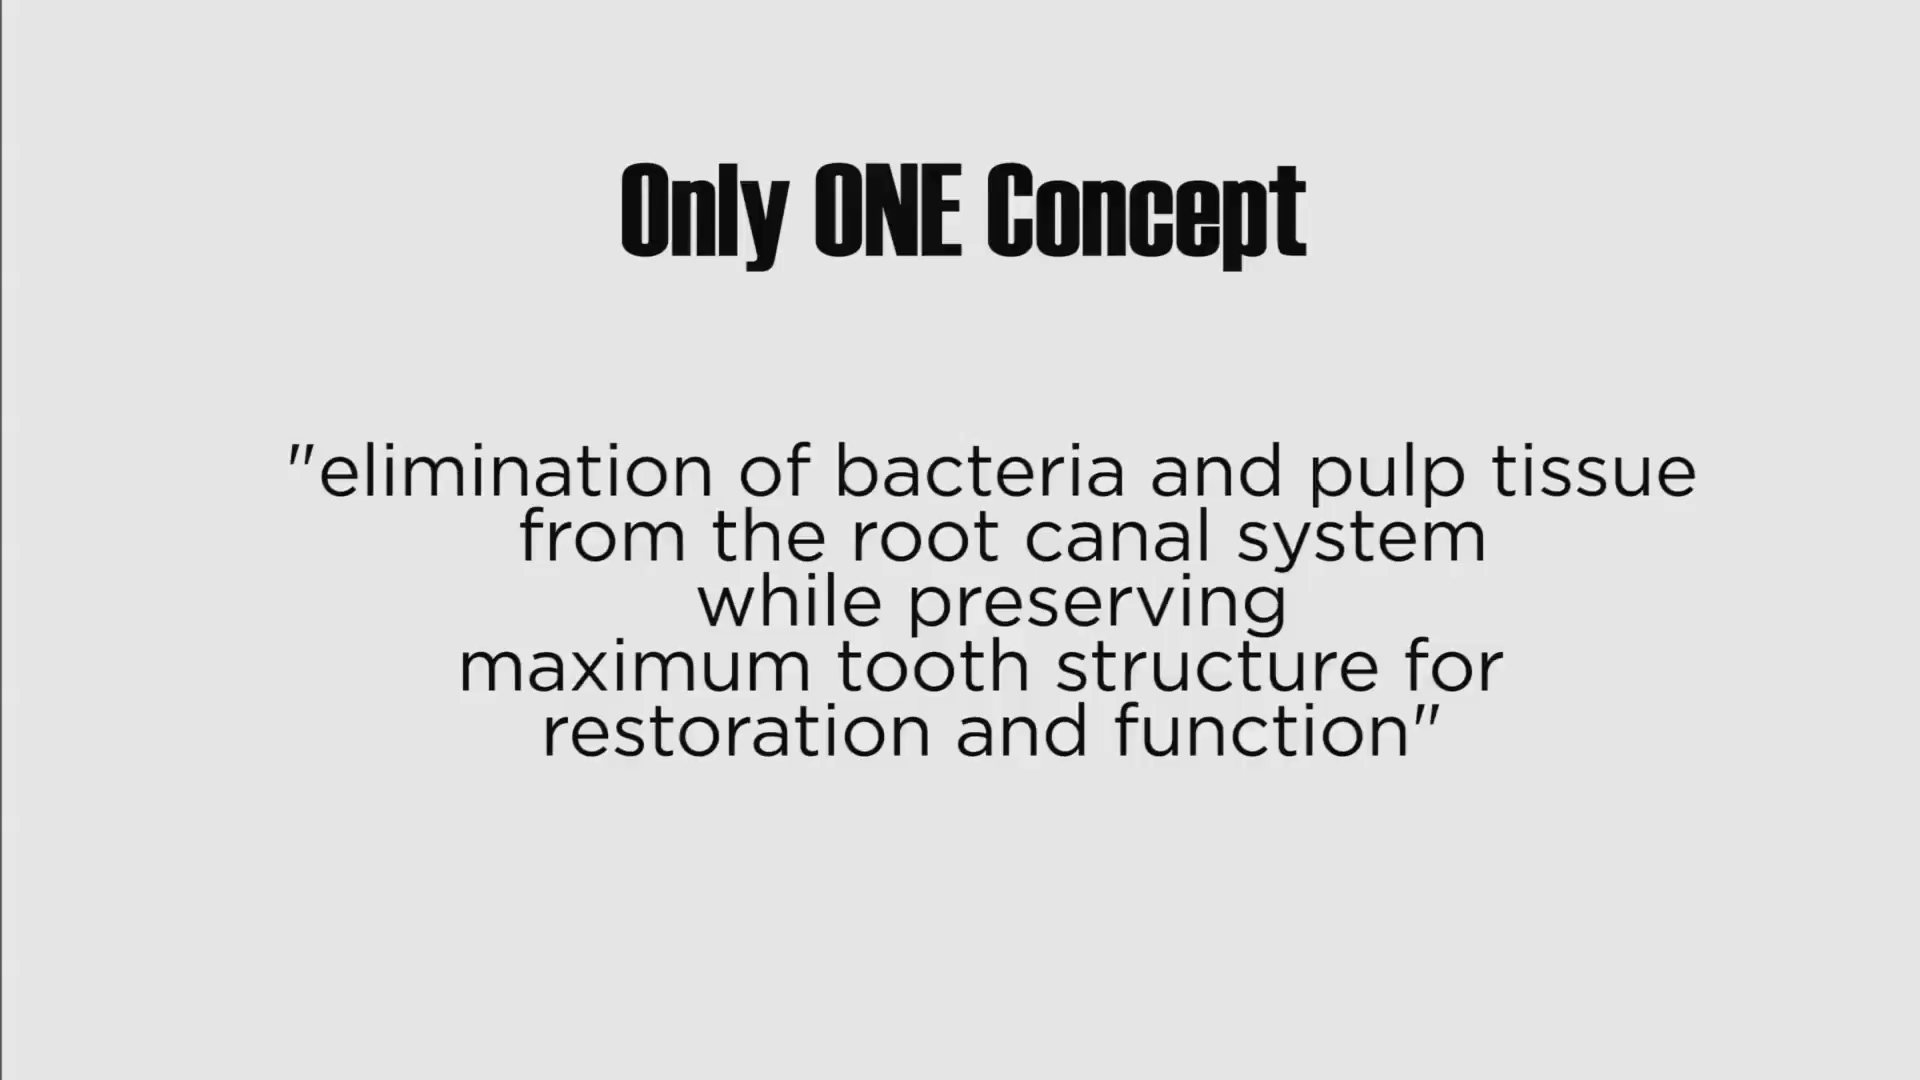 Only ONE Concept
"elimination of bacteria and pulp tissue
from the root canal system
while preserving
maximum tooth structure for
restoration and function"